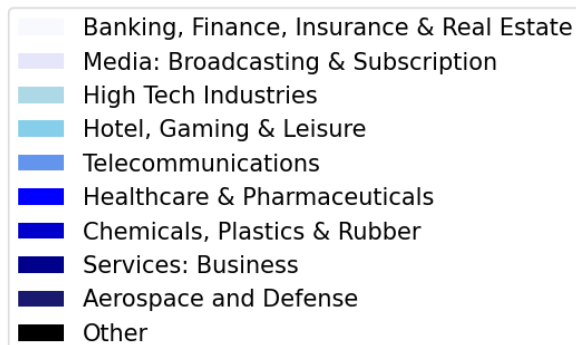 Banking, Finance, Insurance & Real Estate
Media: Broadcasting & Subscription
High Tech Industries
Hotel, Gaming & Leisure
Telecommunications
Healthcare & Pharmaceuticals
Chemicals, Plastics & Rubber
Services: Business
Aerospace and Defense
Other